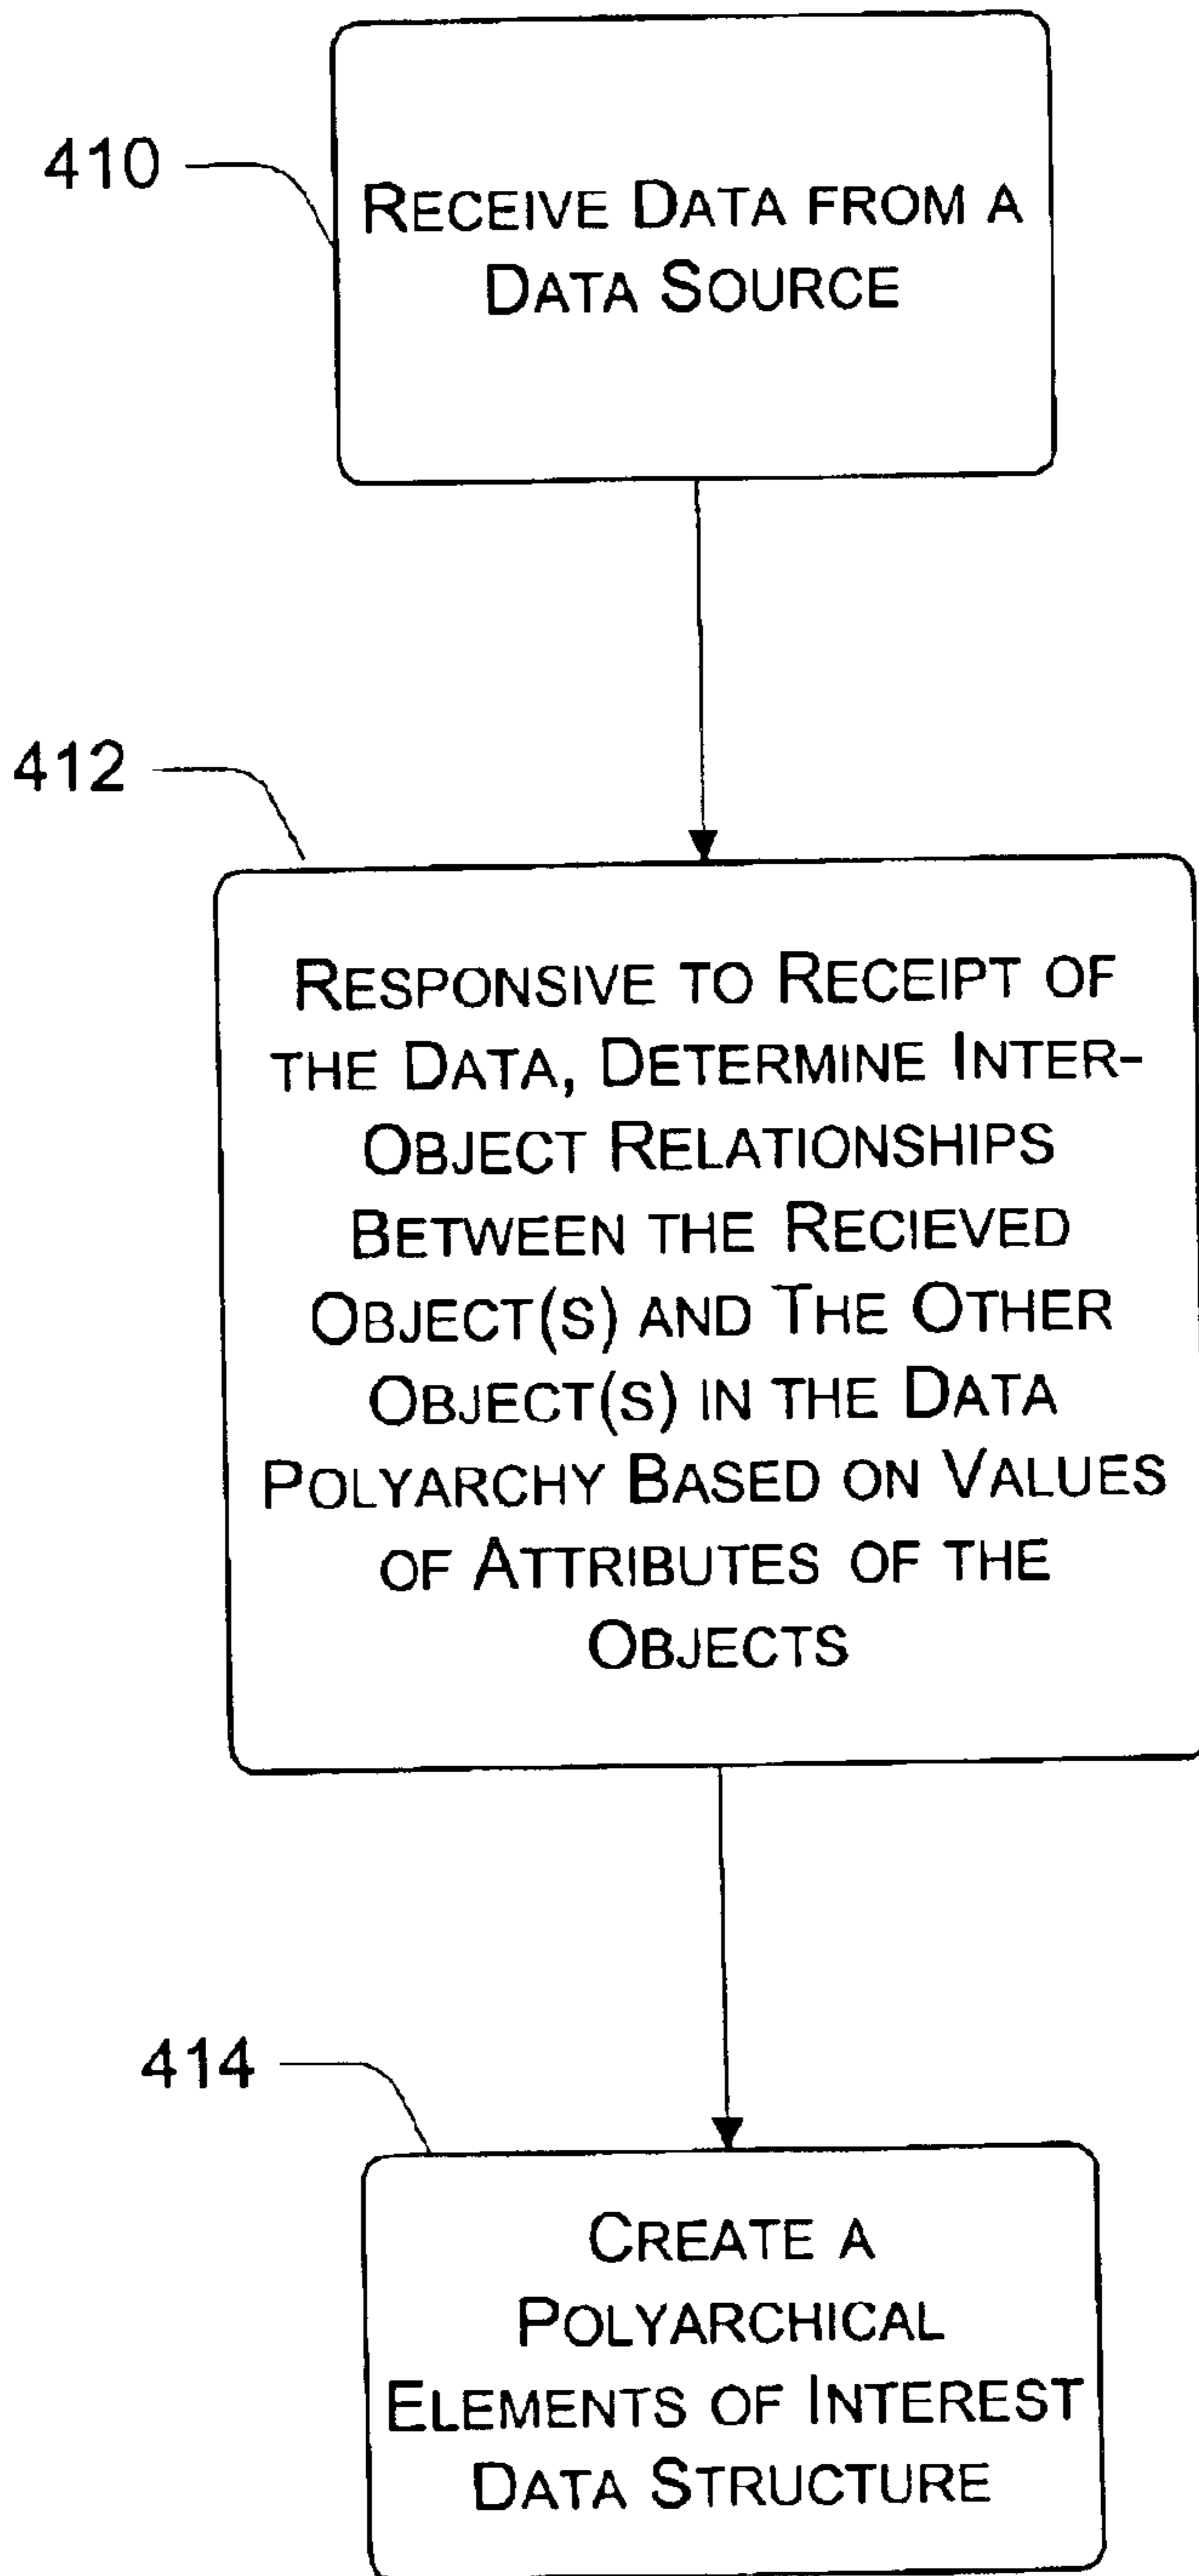 410
RECEIVE DATA FROM A
DATA SOURCE
412
RESPONSIVE TO RECEIPT OF
THE DATA, DETERMINE INTER-
OBJECT RELATIONSHIPS
BETWEEN THE RECIEVED
OBJECT(S) AND THE OTHER
OBJECT(S) IN THE DATA
POLYARCHY BASED ON VALUES
OF ATTRIBUTES OF THE
OBJECTS
414
CREATE A
POLYARCHICAL
ELEMENTS OF INTEREST
DATA STRUCTURE